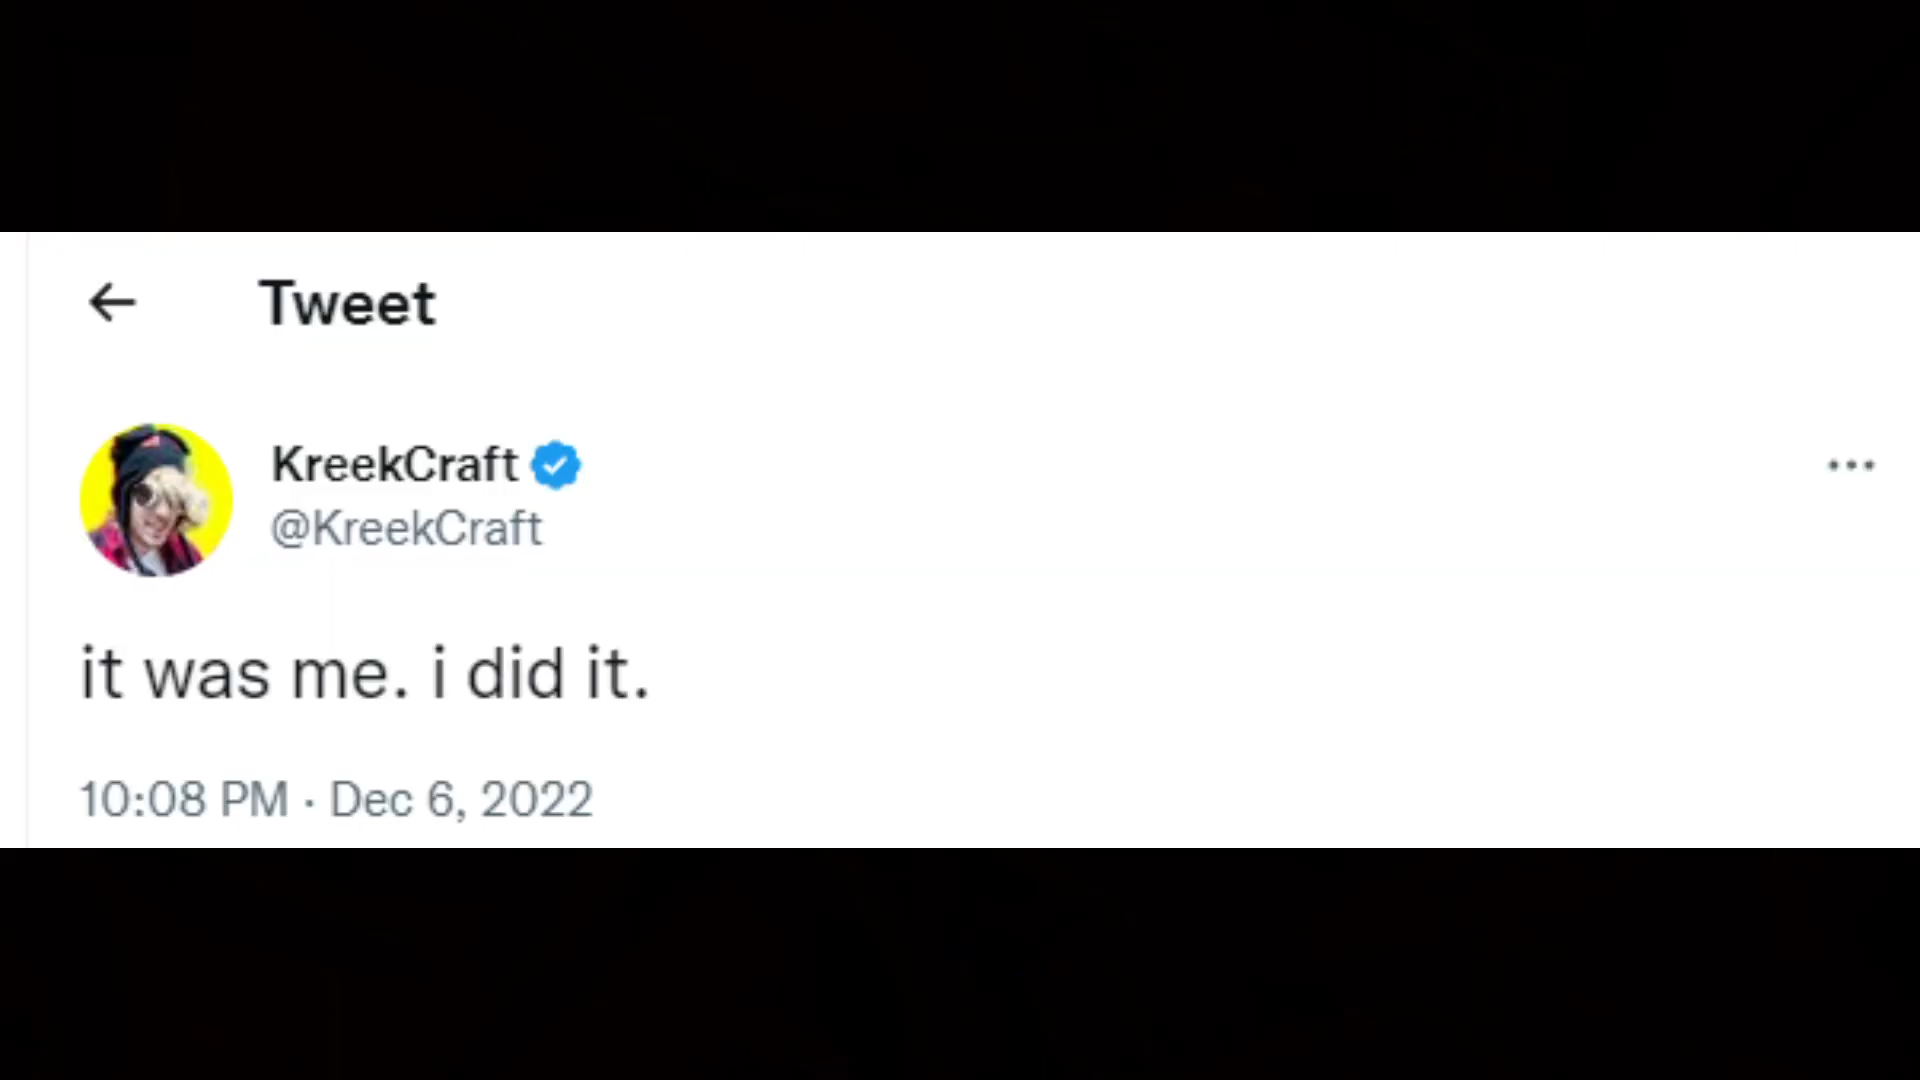 Tweet
KreekCraft
@KreekCraft
it was me. i did it.
10:08 PM · Dec 6, 2022